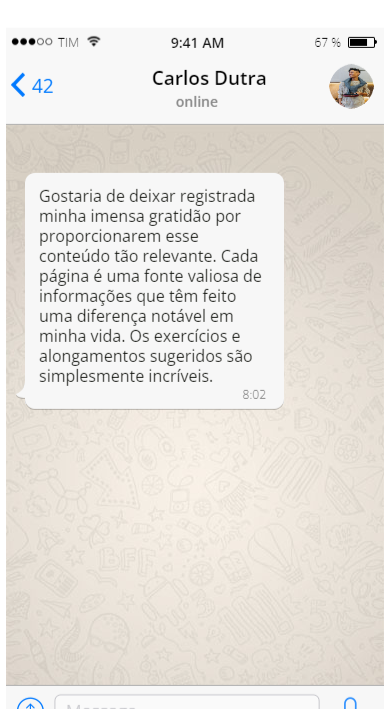 TIM 9:41 AM 67 %
42 Carlos Dutra
online
Gostaria de deixar registrada
minha imensa gratidão por
proporcionarem esse
conteúdo tão relevante. Cada
página é uma fonte valiosa de
informações que têm feito
uma diferença notável em
minha vida. Os exercícios e
alongamentos sugeridos são
simplesmente incríveis.
8:02
BFF